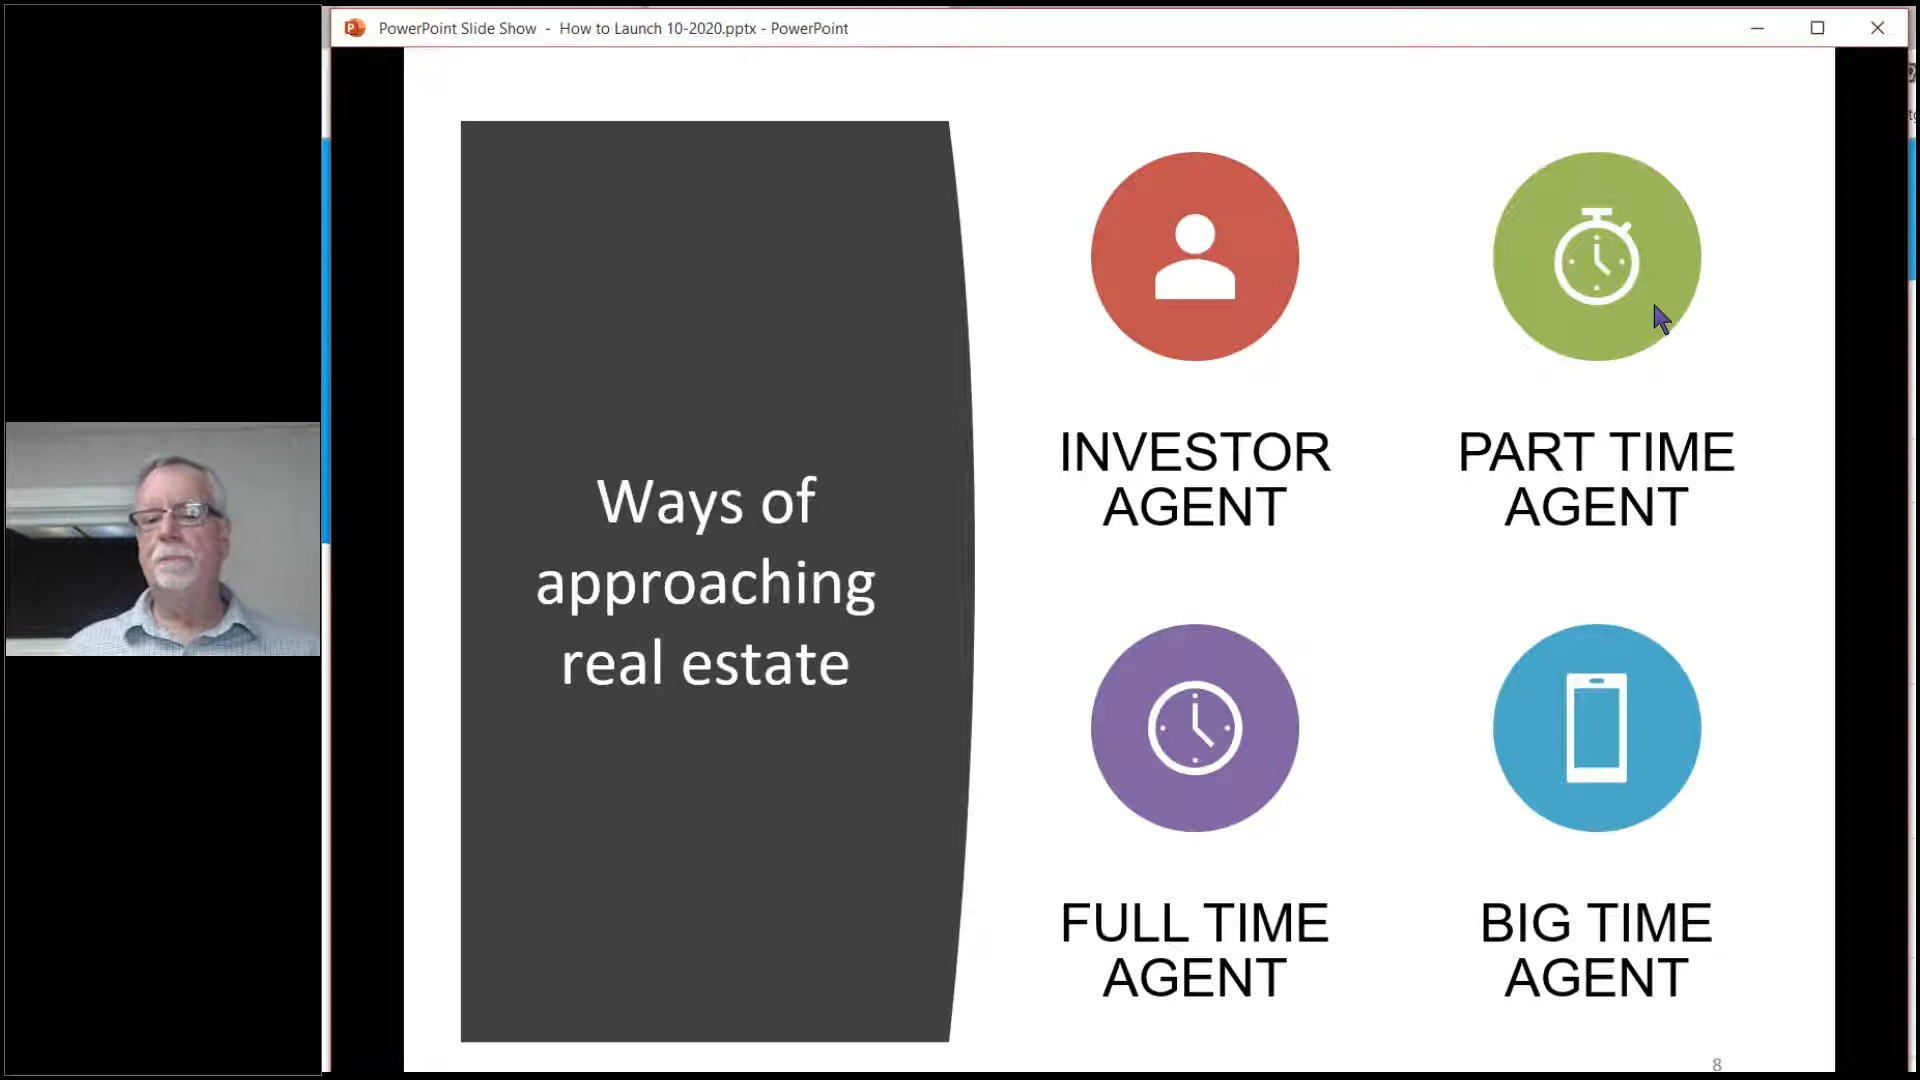 PowerPoint Slide Show - How to Launch 10-2020.pptx - PowerPoint
Ways of
approaching
real estate
INVESTOR
AGENT
PART TIME
AGENT
FULL TIME
AGENT
BIG TIME
AGENT
8